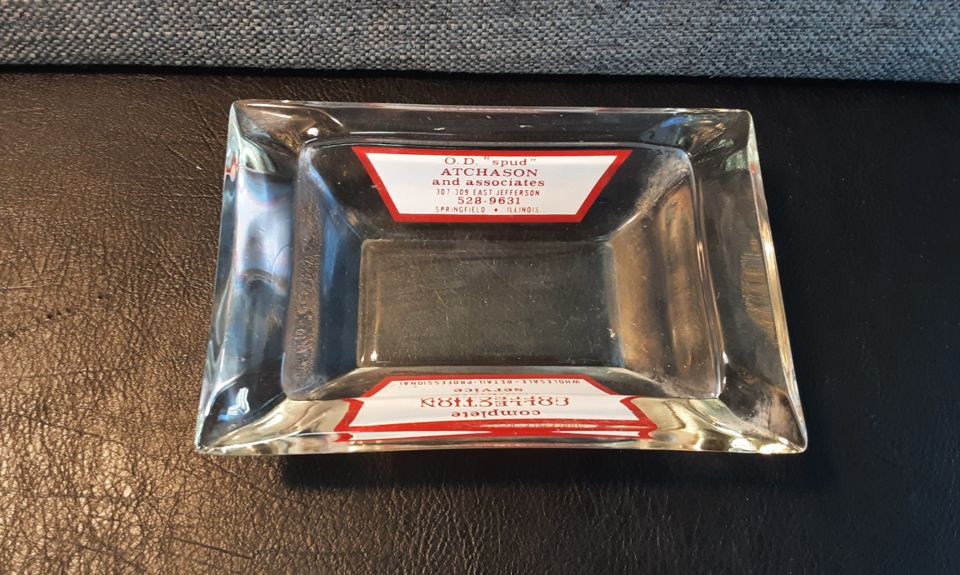 O. D. "spud"
ATCHASON
and associates
307-309 EAST JEFFERSON
528-9631
SPRINGFIELD • ILLINOIS
complete
COLLECTION
service
WHOLESALE - RETAIL - PROFESSIONAL